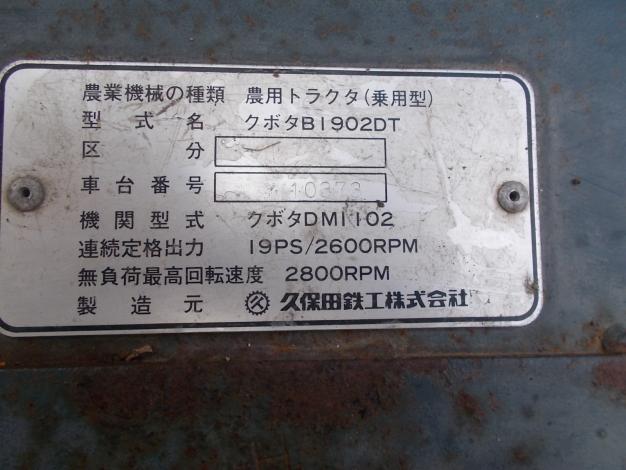 農業機械の種類 農用トラクタ(乗用型)
型式名 クボタB1902DT
区分
車台番号 10373
機関型式 クボタDM1102
連続定格出力 19PS/2600RPM
無負荷最高回転速度 2800RPM
製造元 久保田鉄工株式会社